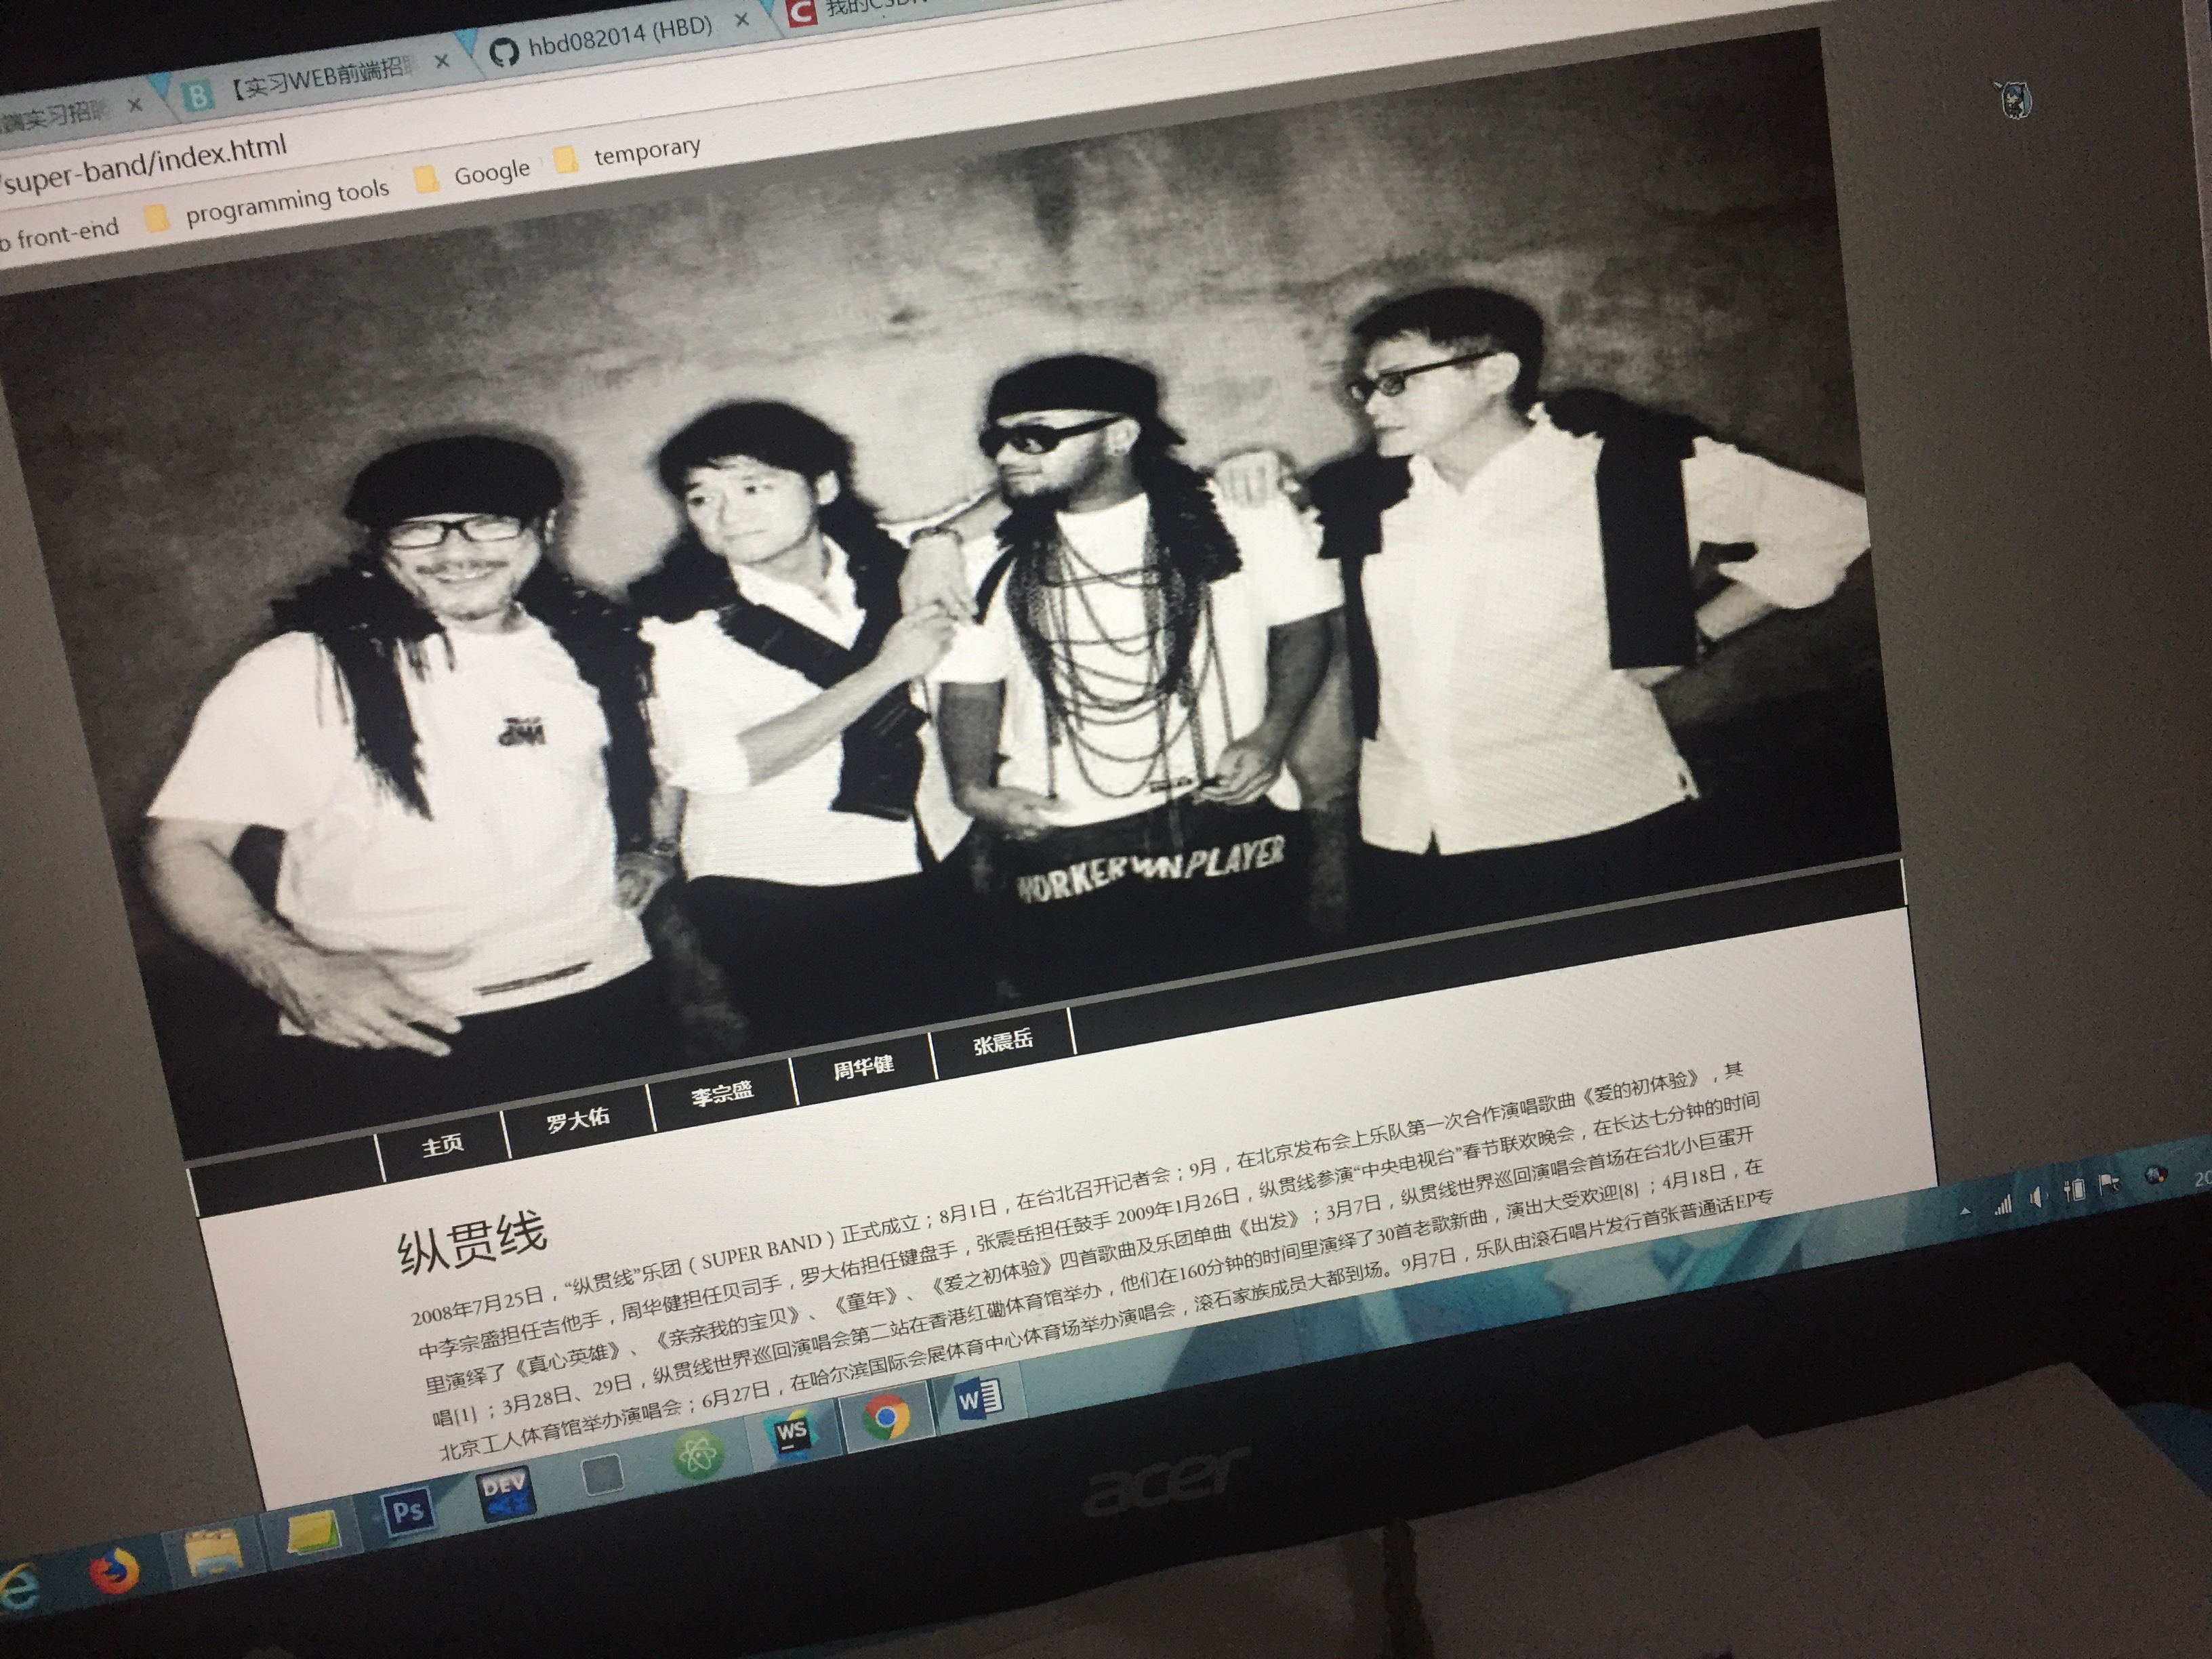 端实习招聘
【实习WEB前端招聘
hbd082014 (HBD)
我的CSDN
/super-band/index.html
front-end
programming tools
Google
temporary
WORKER PLAYER
主页
罗大佑
李宗盛
周华健
张震岳
纵贯线
2008年7月25日，“纵贯线”乐团（SUPER BAND）正式成立；8月1日，在台北召开记者会；9月，在北京发布会上乐队第一次合作演唱歌曲《爱的初体验》，其
中李宗盛担任吉他手，周华健担任贝司手，罗大佑担任键盘手，张震岳担任鼓手 2009年1月26日，纵贯线参演“中央电视台”春节联欢晚会，在长达七分钟的时间
里演绎了《真心英雄》、《亲亲我的宝贝》、《童年》、《爱之初体验》四首歌曲及乐团单曲《出发》；3月7日，纵贯线世界巡回演唱会首场在台北小巨蛋开
唱[1]；3月28日、29日，纵贯线世界巡回演唱会第二站在香港红磡体育馆举办，他们在160分钟的时间里演绎了30首老歌新曲，演出大受欢迎[8]；4月18日，在
北京工人体育馆举办演唱会；6月27日，在哈尔滨国际会展体育中心体育场举办演唱会，滚石家族成员大都到场。9月7日，乐队由滚石唱片发行首张普通话EP专
20
Ps
DEV
WS
W
acer